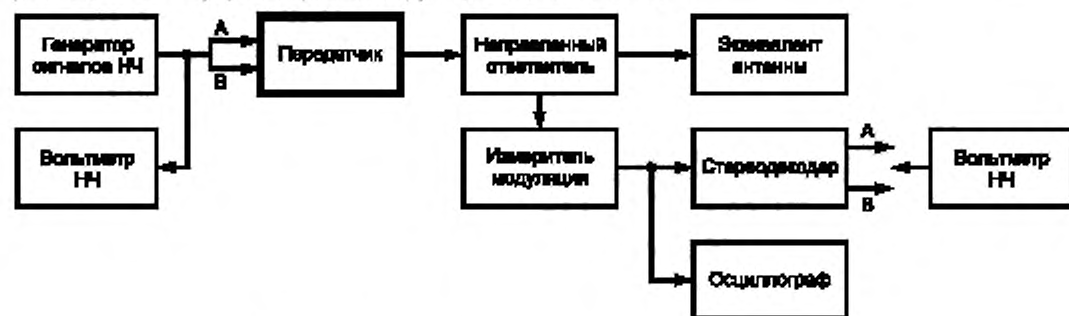 Генератор
сигналов НЧ
А
В
Передатчик
Направленный
ответвитель
Эквивалент
антенны
Вольтметр
НЧ
Измеритель
модуляции
Стереодекодер
А
В
Вольтметр
НЧ
Осциллограф